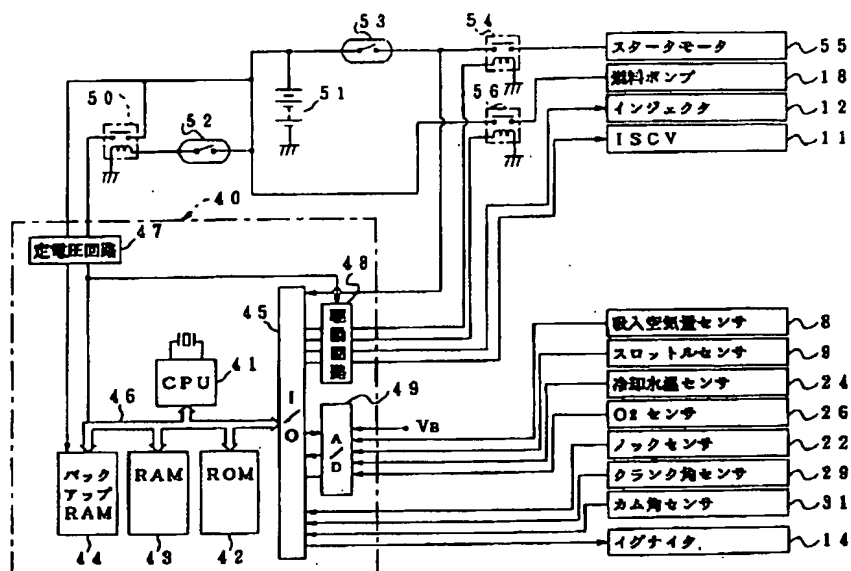 53
54
スタータモータ
55
燃料ポンプ
18
50
52
51
56
インジェクタ
12
ISCV
11
40
定電圧回路
47
48
45
駆動回路
吸入空気量センサ
8
スロットルセンサ
9
CPU
41
冷却水温センサ
24
46
49
I/O
A/D
VB
O2センサ
26
ノックセンサ
22
バックアップRAM
RAM
ROM
クランク角センサ
29
カム角センサ
31
44
43
42
イグナイタ
14